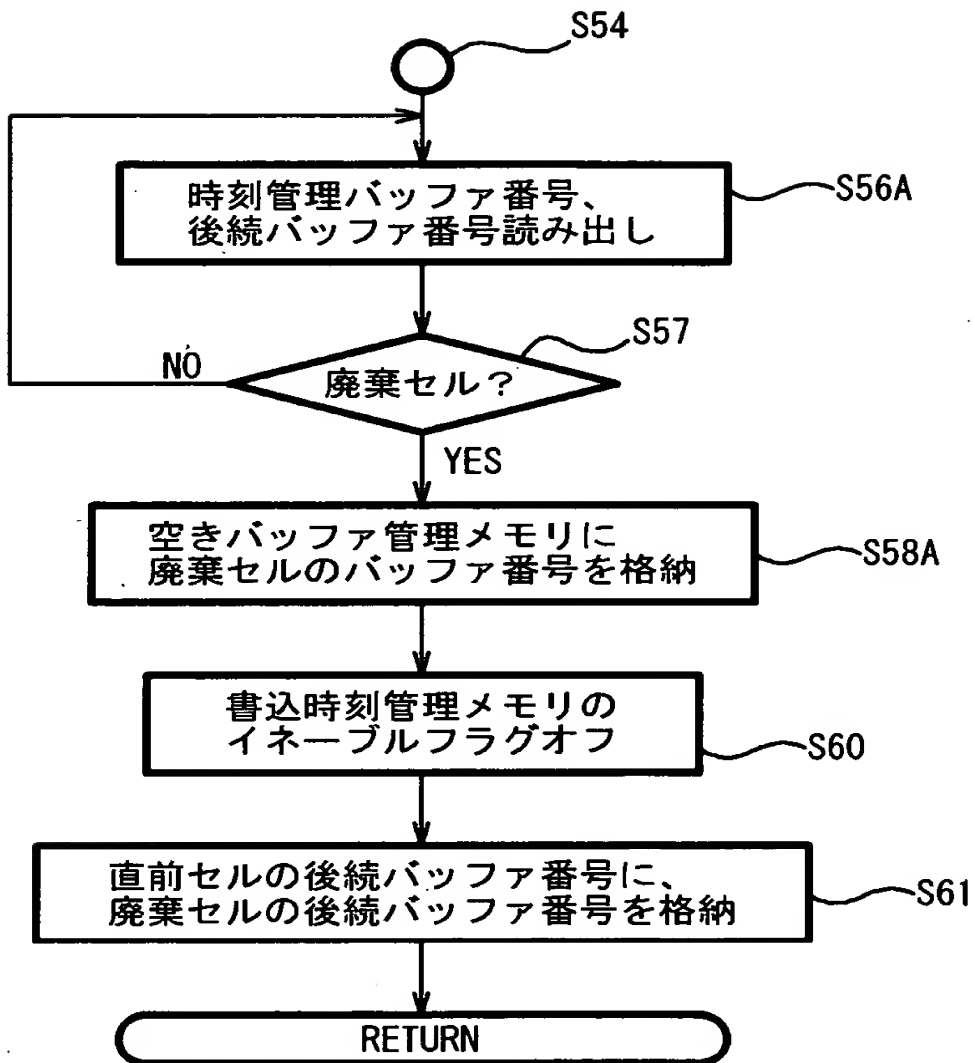 S54
時刻管理バッファ番号、
後続バッファ番号読み出し
S56A
S57
NO
廃棄セル？
YES
空きバッファ管理メモリに
廃棄セルのバッファ番号を格納
S58A
書込時刻管理メモリの
イネーブルフラグオフ
S60
直前セルの後続バッファ番号に、
廃棄セルの後続バッファ番号を格納
S61
RETURN